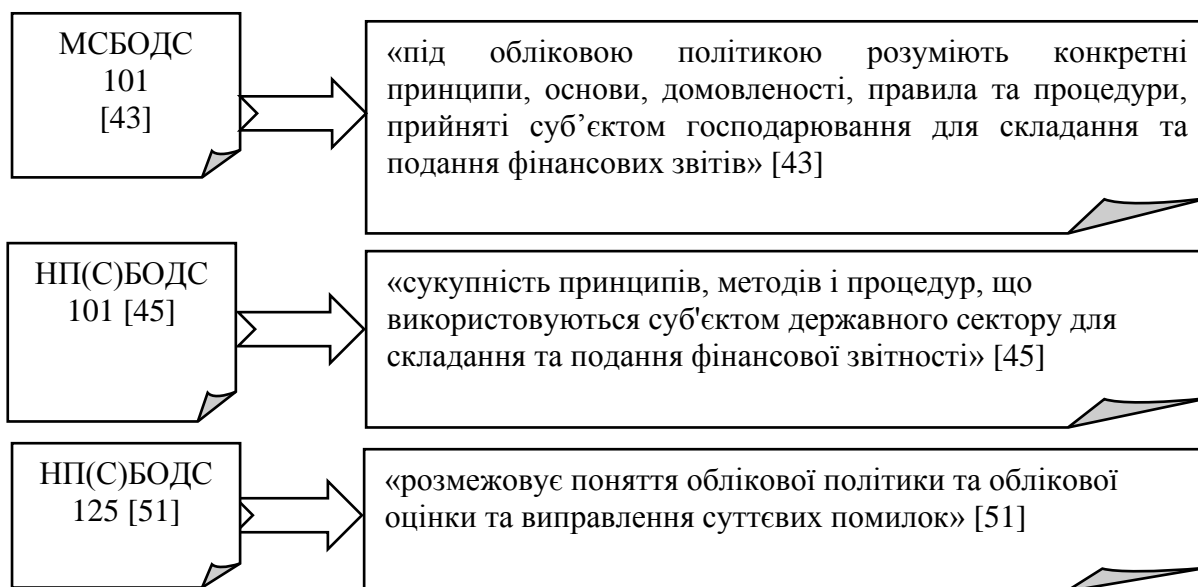 МСБОДС
101
[43]
«під обліковою політикою розуміють конкретні
принципи, основи, домовленості, правила та процедури,
прийняті суб’єктом господарювання для складання та
подання фінансових звітів» [43]
НП(С)БОДС
101 [45]
«сукупність принципів, методів і процедур, що
використовуються суб'єктом державного сектору для
складання та подання фінансової звітності» [45]
НП(С)БОДС
125 [51]
«розмежовує поняття облікової політики та облікової
оцінки та виправлення суттєвих помилок» [51]